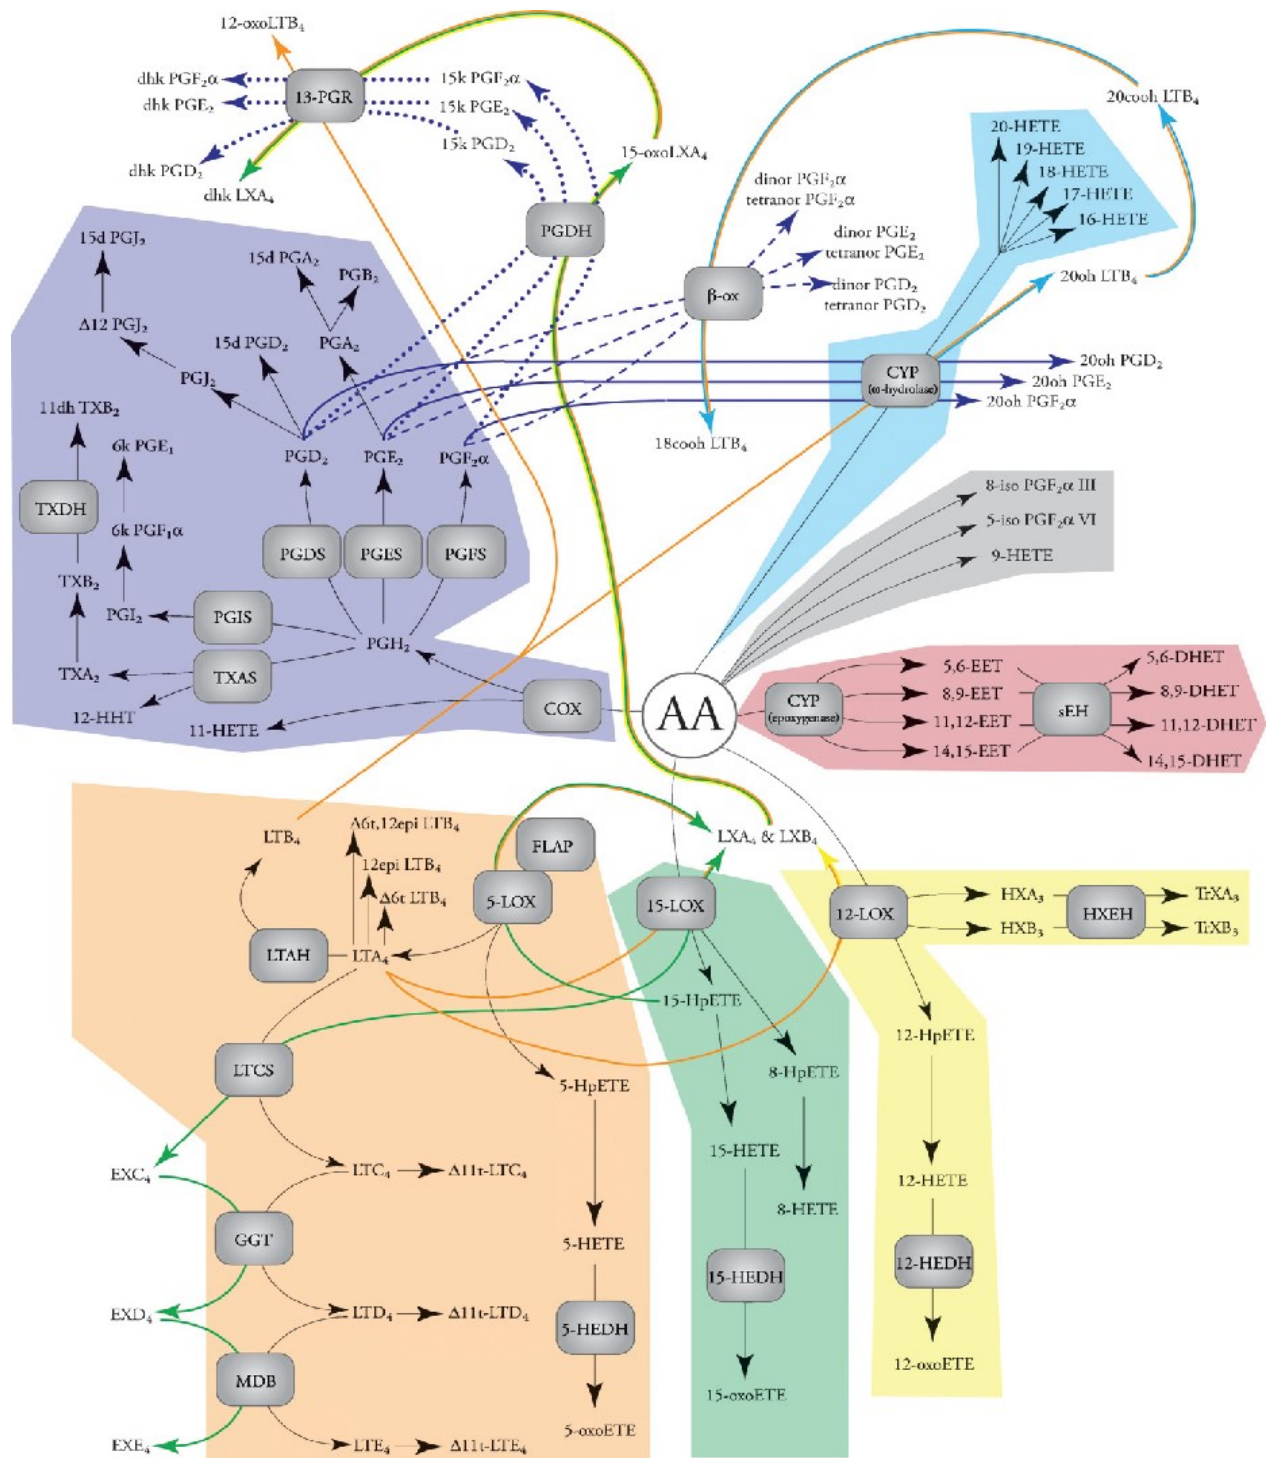 12-oxoLTB₄
dhk PGF₂α
13-PGR
15k PGF₂α
dhk PGE₂
15k PGE₂
dhk PGD₂
15k PGD₂
dhk LXA₄
15-oxoLXA₄
PGDH
20cooh LTB₄
20-HETE
19-HETE
18-HETE
17-HETE
16-HETE
dinor PGF₂α
tetranor PGF₂α
dinor PGE₂
tetranor PGE₂
dinor PGD₂
tetranor PGD₂
β-ox
20oh LTB₄
CYP
(ω-hydrolase)
20oh PGD₂
20oh PGE₂
20oh PGF₂α
18cooh LTB₄
15d PGJ₂
15d PGA₂
PGB₂
Δ12 PGJ₂
15d PGD₂
PGA₂
PGJ₂
11dh TXB₂
6k PGE₁
PGD₂
PGE₂
PGF₂α
TXDH
6k PGF₁α
PGDS
PGES
PGFS
TXB₂
PGI₂
PGIS
PGH₂
TXA₂
TXAS
12-HHT
11-HETE
COX
8-iso PGF₂α III
5-iso PGF₂α VI
9-HETE
AA
CYP
(epoxygenase)
5,6-EET
8,9-EET
11,12-EET
14,15-EET
sEH
5,6-DHET
8,9-DHET
11,12-DHET
14,15-DHET
LTB₄
Δ6t,12epi LTB₄
12epi LTB₄
Δ6t LTB₄
FLAP
5-LOX
LTAH
LTA₄
LXA₄ & LXB₄
15-LOX
12-LOX
HXA₃
HXB₃
HXEH
TrXA₃
TrXB₃
15-HpETE
12-HpETE
LTCS
5-HpETE
8-HpETE
15-HETE
EXC₄
LTC₄
Δ11t-LTC₄
12-HETE
8-HETE
GGT
5-HETE
15-HEDH
12-HEDH
EXD₄
LTD₄
Δ11t-LTD₄
5-HEDH
12-oxoETE
MDB
15-oxoETE
5-oxoETE
EXE₄
LTE₄
Δ11t-LTE₄